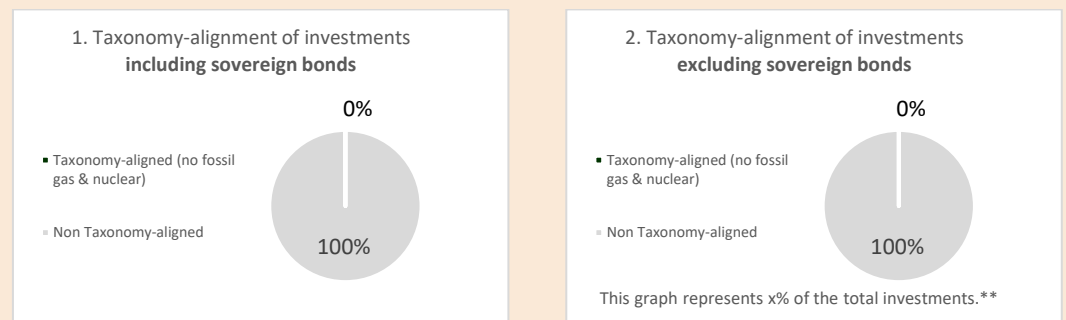 1. Taxonomy-alignment of investments
including sovereign bonds
0%
Taxonomy-aligned (no fossil
gas & nuclear)
Non Taxonomy-aligned
100%
2. Taxonomy-alignment of investments
excluding sovereign bonds
0%
Taxonomy-aligned (no fossil
gas & nuclear)
Non Taxonomy-aligned
100%
This graph represents x% of the total investments.**